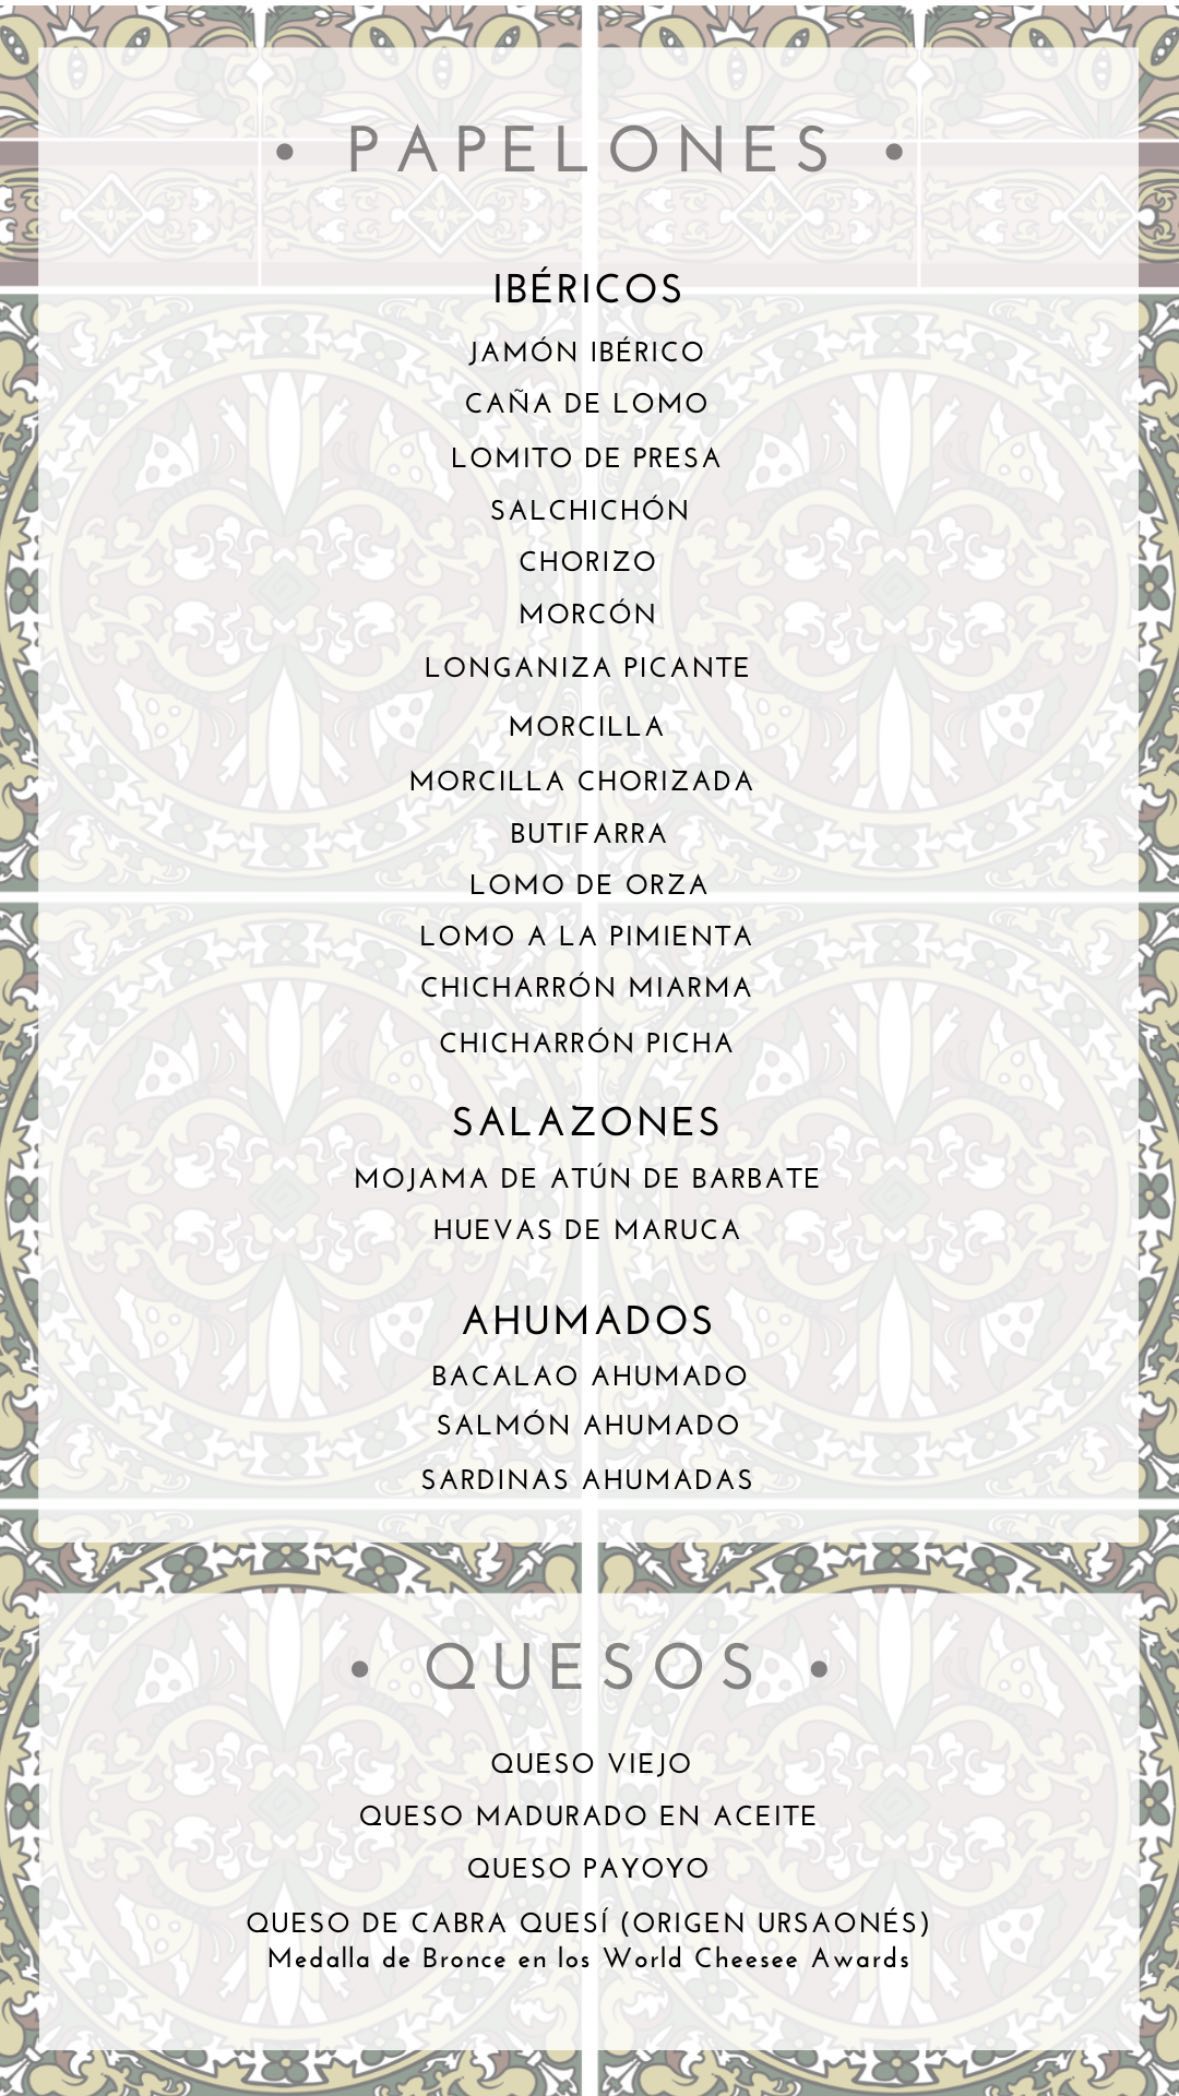 • PAPELONES •
IBÉRICOS
JAMÓN IBÉRICO
CAÑA DE LOMO
LOMITO DE PRESA
SALCHICHÓN
CHORIZO
MORCÓN
LONGANIZA PICANTE
MORCILLA
MORCILLA CHORIZADA
BUTIFARRA
LOMO DE ORZA
LOMO A LA PIMIENTA
CHICHARRÓN MIARMA
CHICHARRÓN PICHA
SALAZONES
MOJAMA DE ATÚN DE BARBATE
HUEVAS DE MARUCA
AHUMADOS
BACALAO AHUMADO
SALMÓN AHUMADO
SARDINAS AHUMADAS
• QUESOS •
QUESO VIEJO
QUESO MADURADO EN ACEITE
QUESO PAYOYO
QUESO DE CABRA QUESÍ (ORIGEN URSAONÉS)
Medalla de Bronce en los World Cheesee Awards